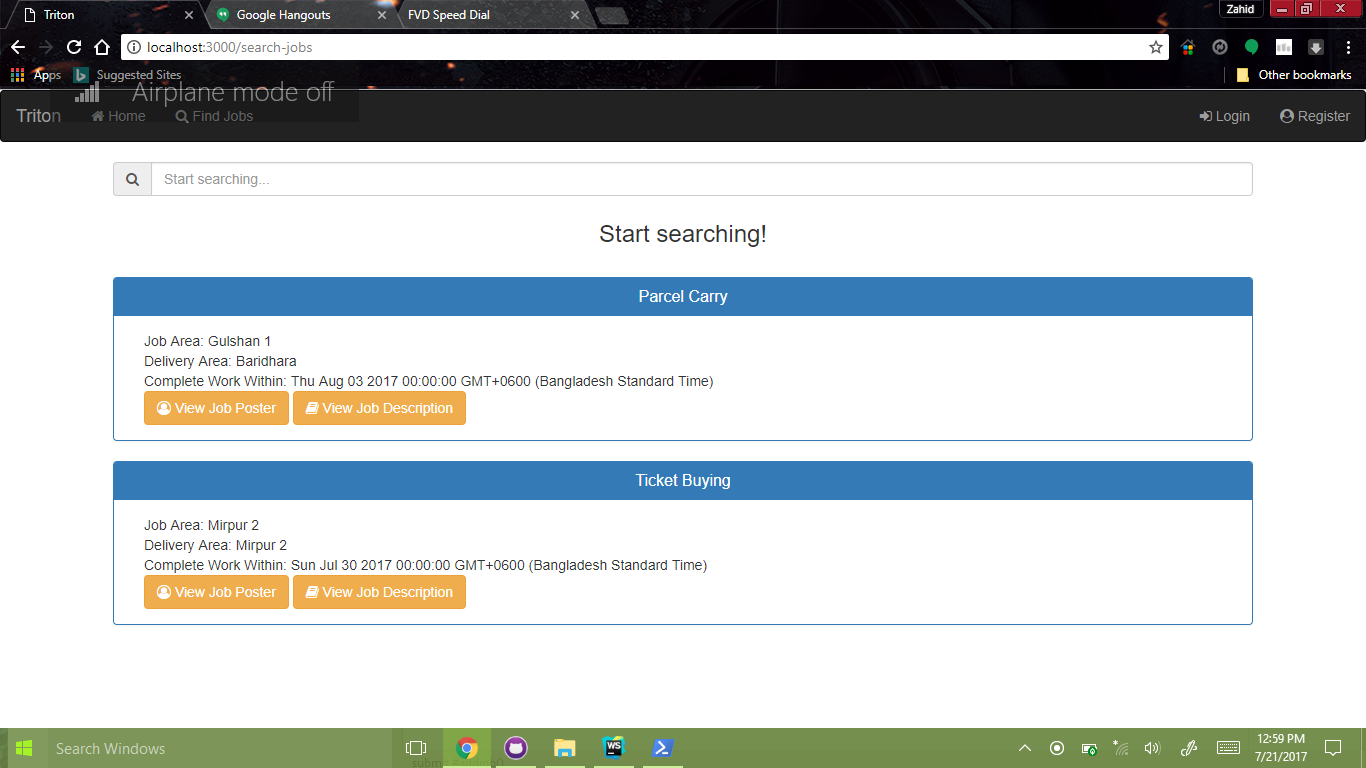 Triton
Google Hangouts
FVD Speed Dial
Zahid
localhost:3000/search-jobs
Apps
Suggested Sites
Other bookmarks
Airplane mode off
Triton
Home
Find Jobs
Login
Register
Start searching...
Start searching!
Parcel Carry
Job Area: Gulshan 1
Delivery Area: Baridhara
Complete Work Within: Thu Aug 03 2017 00:00:00 GMT+0600 (Bangladesh Standard Time)
View Job Poster
View Job Description
Ticket Buying
Job Area: Mirpur 2
Delivery Area: Mirpur 2
Complete Work Within: Sun Jul 30 2017 00:00:00 GMT+0600 (Bangladesh Standard Time)
View Job Poster
View Job Description
Search Windows
WS
12:59 PM
7/21/2017